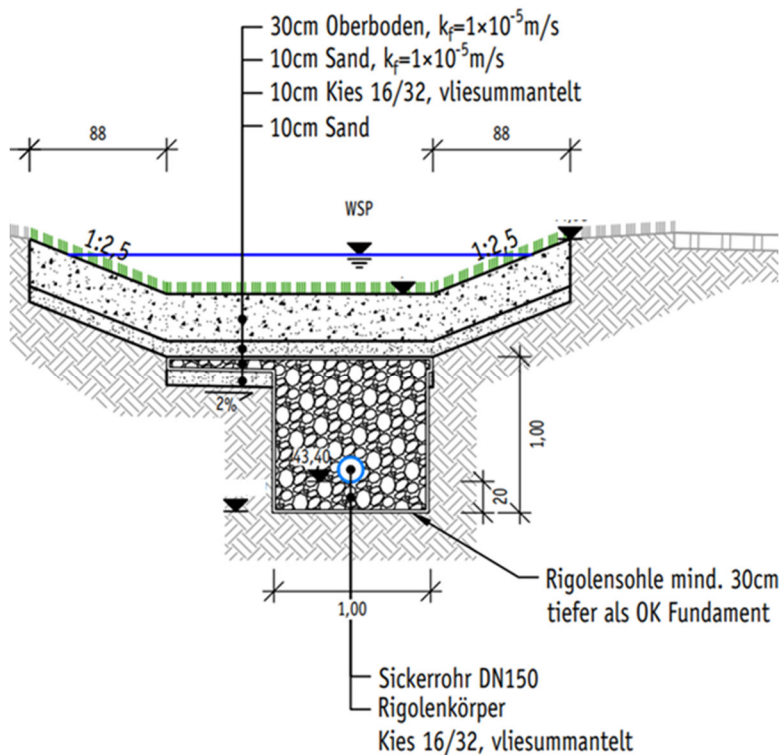 30cm Oberboden, kf=1×10⁻⁵m/s
10cm Sand, kf=1×10⁻⁵m/s
10cm Kies 16/32, vliesummantelt
10cm Sand
88
88
WSP
1:2,5
1:2,5
2%
43,40
1,00
20
1,00
Rigolensohle mind. 30cm
tiefer als OK Fundament
Sickerrohr DN150
Rigolenkörper
Kies 16/32, vliesummantelt